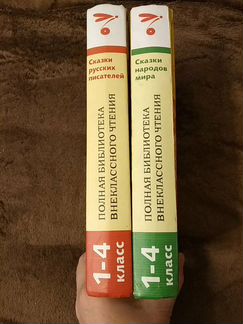 Сказки
русских
писателей
ПОЛНАЯ БИБЛИОТЕКА
ВНЕКЛАССНОГО ЧТЕНИЯ
1-4
класс
Сказки
народов
мира
ПОЛНАЯ БИБЛИОТЕКА
ВНЕКЛАССНОГО ЧТЕНИЯ
1-4
класс